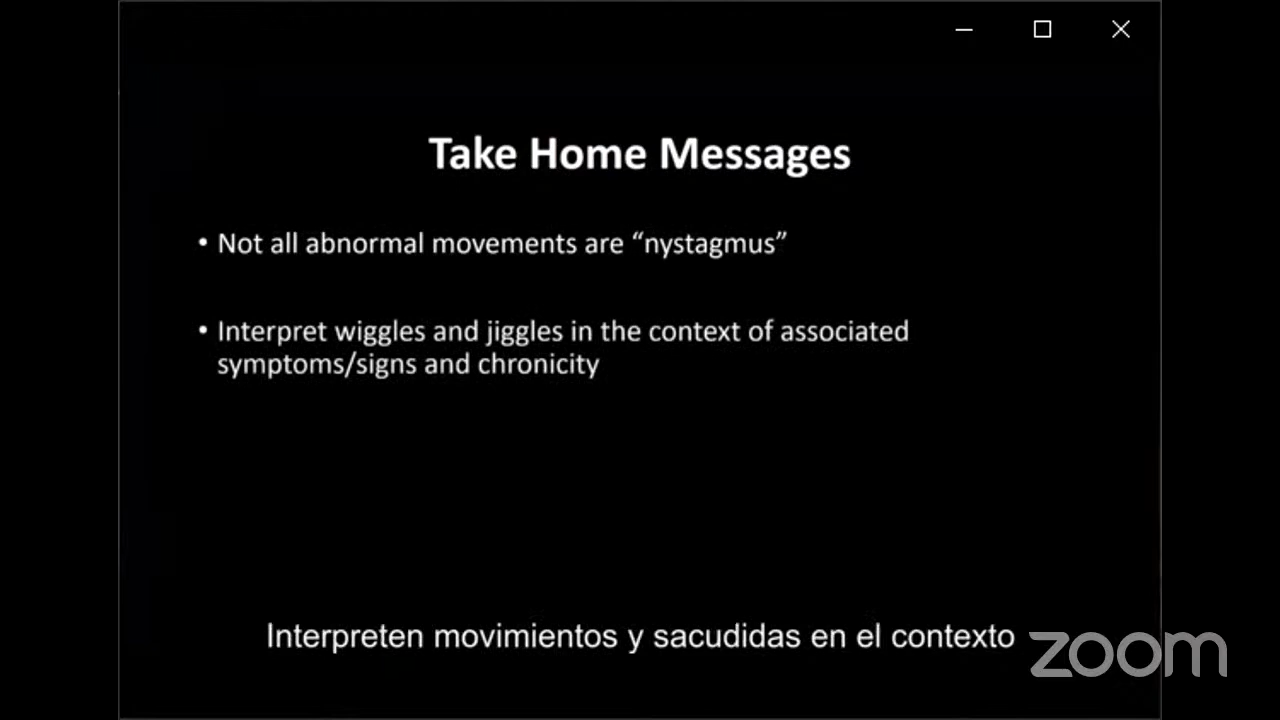 Take Home Messages
• Not all abnormal movements are “nystagmus”
• Interpret wiggles and jiggles in the context of associated
symptoms/signs and chronicity
Interpreten movimientos y sacudidas en el contexto
zoom